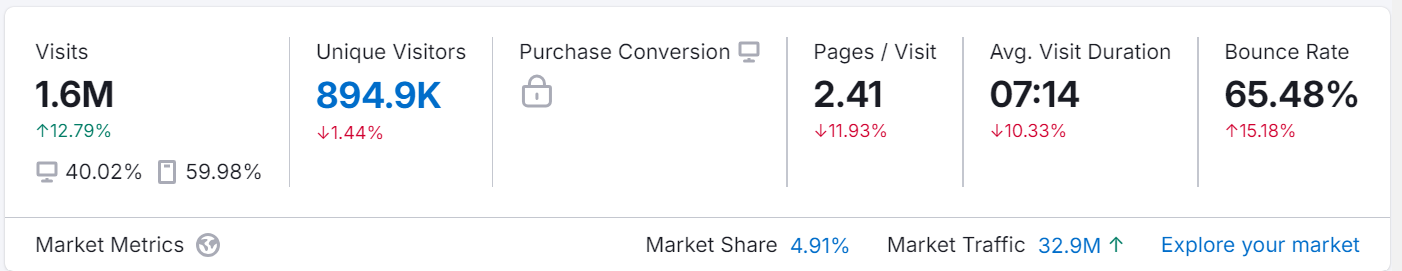 Visits
1.6M
↑12.79%
40.02% 59.98%
Unique Visitors
894.9K
↓1.44%
Purchase Conversion
Pages / Visit
2.41
↓11.93%
Avg. Visit Duration
07:14
↓10.33%
Bounce Rate
65.48%
↑15.18%
Market Metrics
Market Share 4.91%
Market Traffic 32.9M ↑
Explore your market